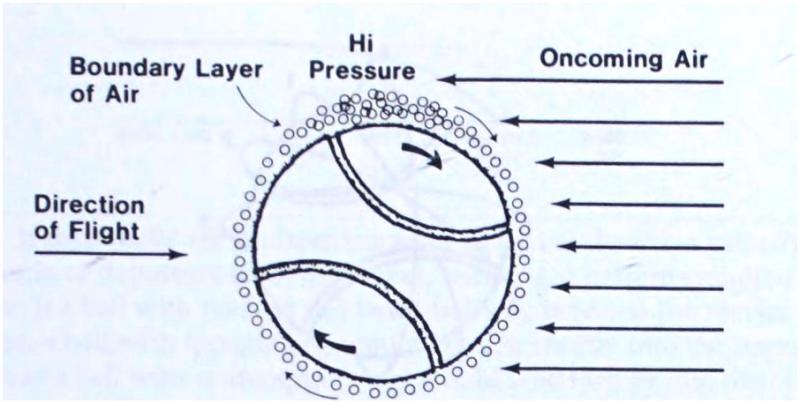 Hi
Pressure
Boundary Layer
of Air
Oncoming Air
Direction
of Flight